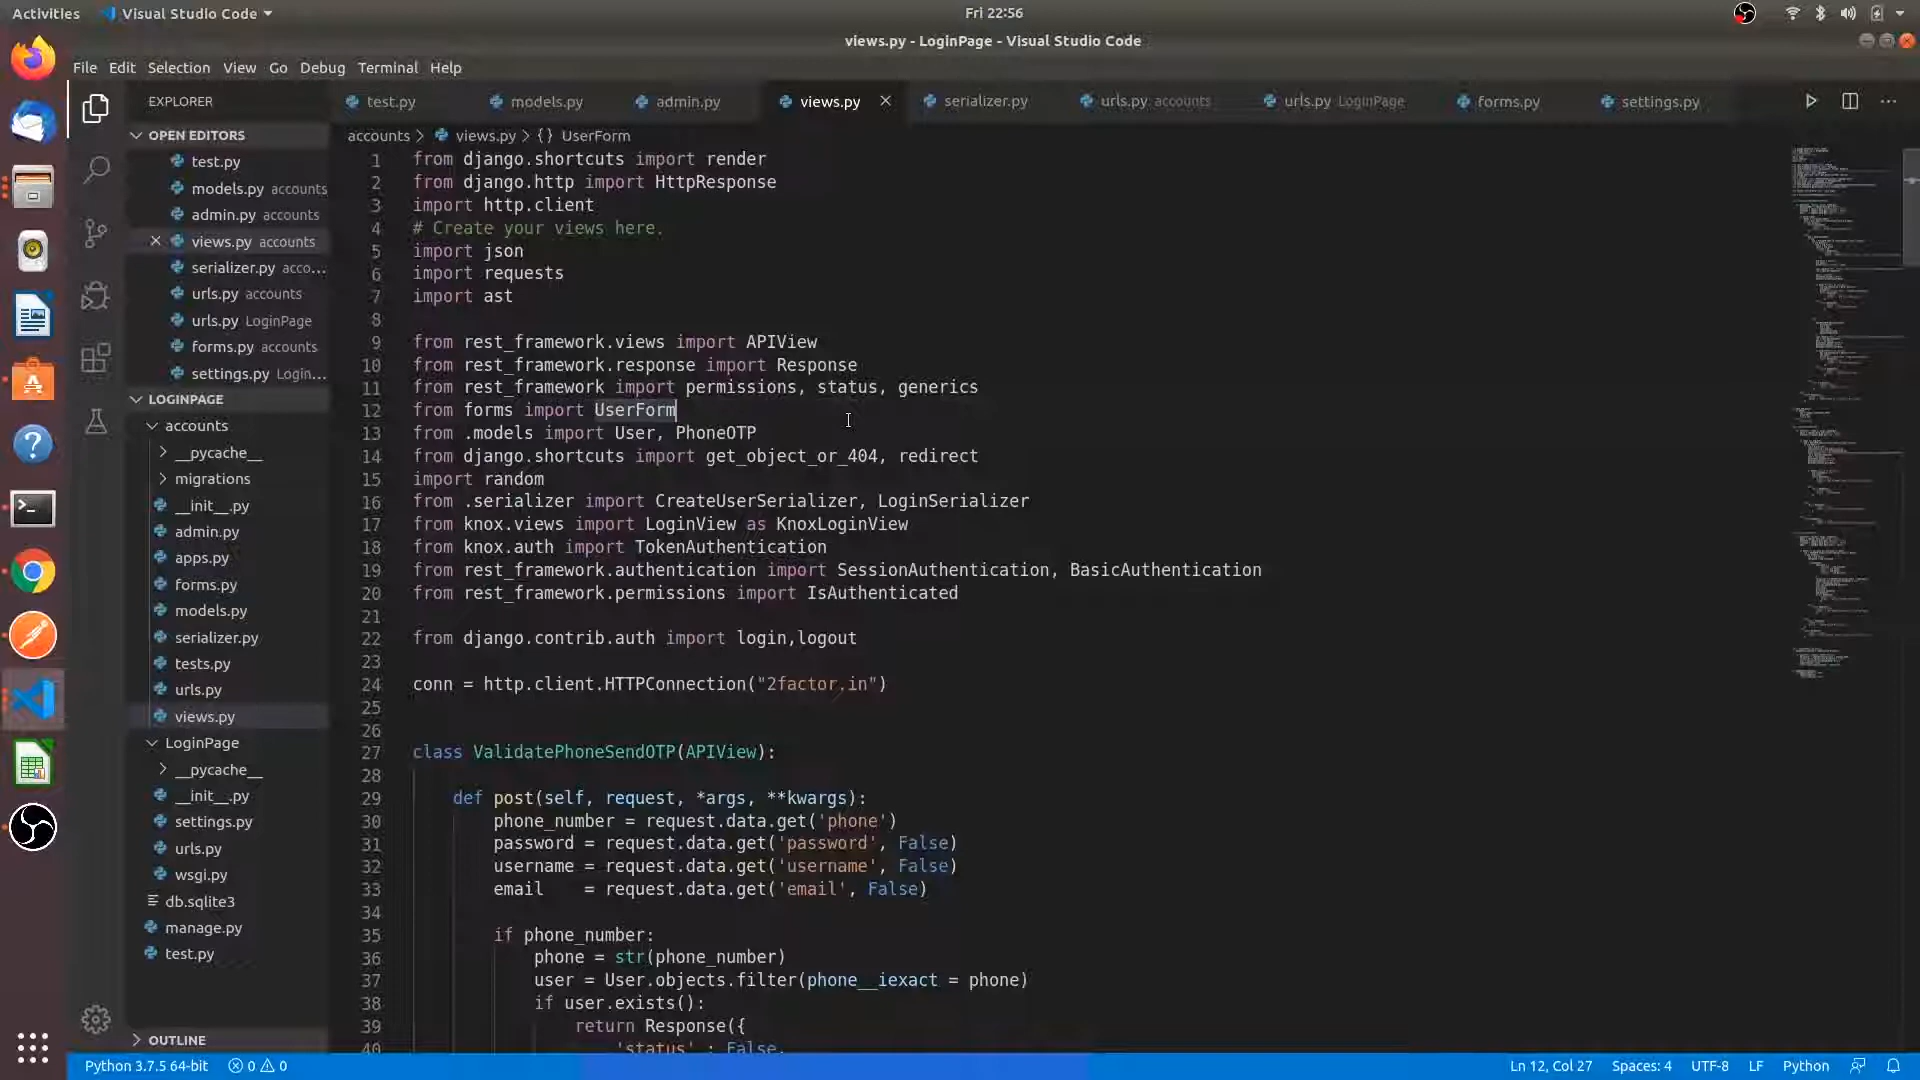 Activities
Visual Studio Code
Fri 22:56
views.py - LoginPage - Visual Studio Code
File Edit Selection View Go Debug Terminal Help
EXPLORER
test.py
models.py
admin.py
views.py
serializer.py
urls.py accounts
urls.py LoginPage
forms.py
settings.py
OPEN EDITORS
test.py
models.py accounts
admin.py accounts
views.py accounts
serializer.py acco...
urls.py accounts
urls.py LoginPage
forms.py accounts
settings.py Login...
LOGINPAGE
accounts
__pycache__
migrations
__init__.py
admin.py
apps.py
forms.py
models.py
serializer.py
tests.py
urls.py
views.py
LoginPage
__pycache__
__init__.py
settings.py
urls.py
wsgi.py
db.sqlite3
manage.py
test.py
OUTLINE
accounts > views.py > {} UserForm
1 from django.shortcuts import render
2 from django.http import HttpResponse
3 import http.client
4 # Create your views here.
5 import json
6 import requests
7 import ast
8
9 from rest_framework.views import APIView
10 from rest_framework.response import Response
11 from rest_framework import permissions, status, generics
12 from forms import UserForm
13 from .models import User, PhoneOTP
14 from django.shortcuts import get_object_or_404, redirect
15 import random
16 from .serializer import CreateUserSerializer, LoginSerializer
17 from knox.views import LoginView as KnoxLoginView
18 from knox.auth import TokenAuthentication
19 from rest_framework.authentication import SessionAuthentication, BasicAuthentication
20 from rest_framework.permissions import IsAuthenticated
21
22 from django.contrib.auth import login,logout
23
24 conn = http.client.HTTPConnection("2factor.in")
25
26
27 class ValidatePhoneSendOTP(APIView):
28
29 def post(self, request, *args, **kwargs):
30 phone_number = request.data.get('phone')
31 password = request.data.get('password', False)
32 username = request.data.get('username', False)
33 email    = request.data.get('email', False)
34
35 if phone_number:
36 phone = str(phone_number)
37 user = User.objects.filter(phone__iexact = phone)
38 if user.exists():
39 return Response({
40 'status' : False,
Python 3.7.5 64-bit
0 0
Ln 12, Col 27
Spaces: 4
UTF-8
LF
Python